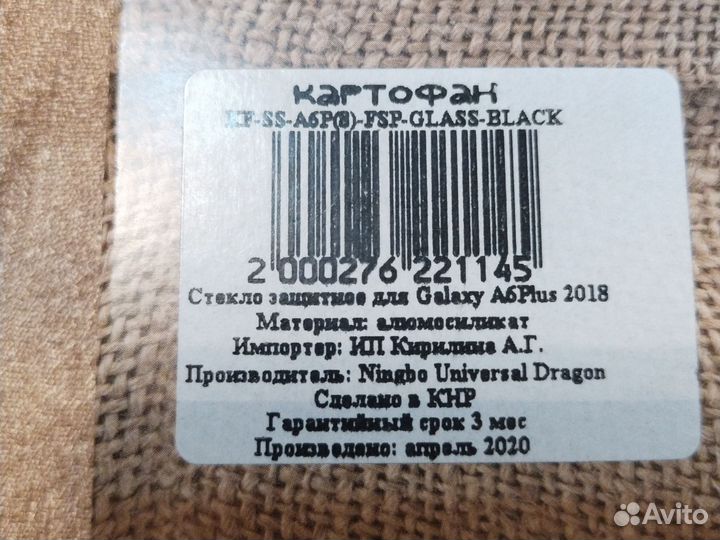 картофан
KF-SS-A6P(8)-FSP-GLASS-BLACK
2 000276 221145
Стекло защитное для Galaxy A6Plus 2018
Материал: алюмосиликат
Импортер: ИП Кирилина А.Г.
Производитель: Ningbo Universal Dragon
Сделано в КНР
Гарантийный срок 3 мес
Произведено: апрель 2020
Avito